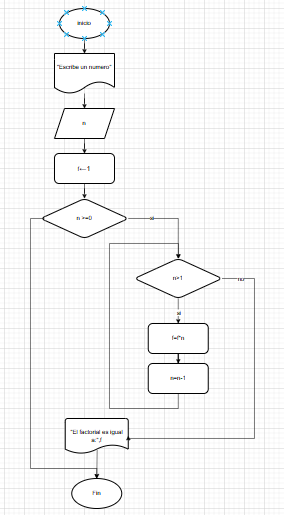 Inicio
"Escribe un numero"
n
f←1
n >=0
si
n>1
no
si
f=f*n
n=n-1
"El factorial es igual
a:",f
Fin